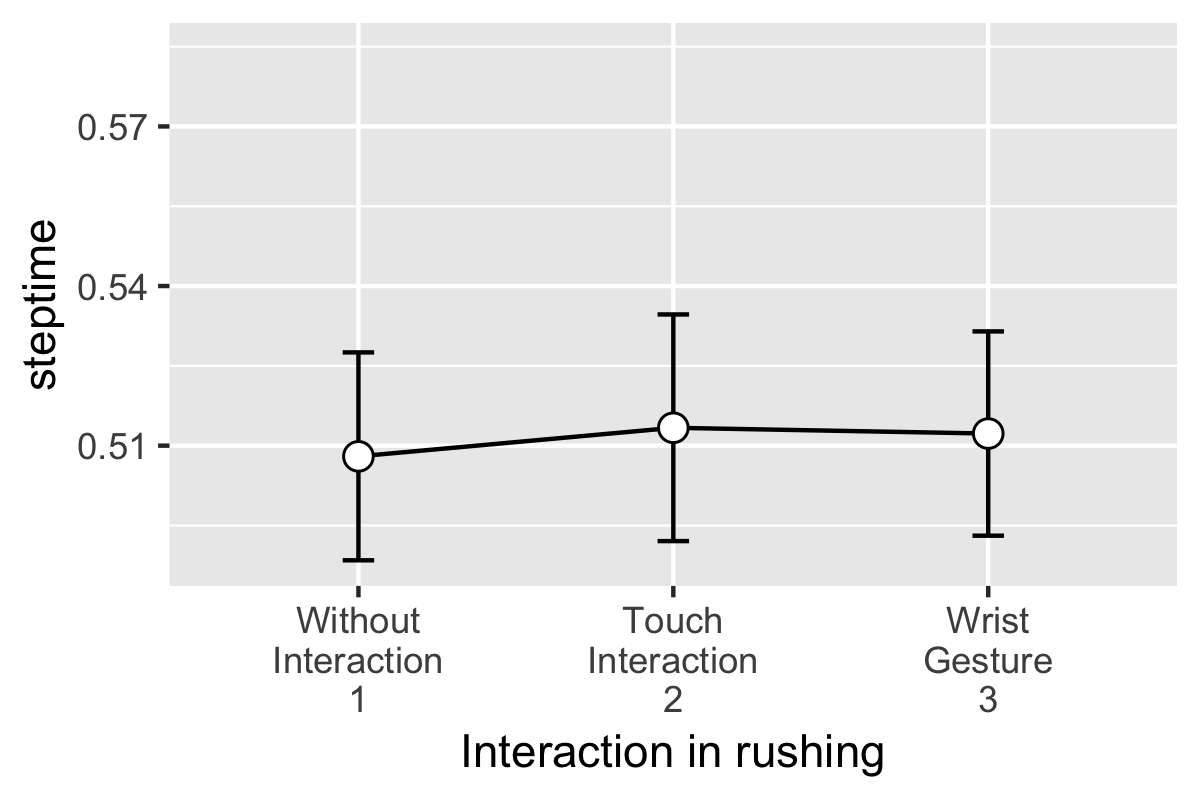 0.57
0.54
0.51
steptime
Without
Interaction
1
Touch
Interaction
2
Wrist
Gesture
3
Interaction in rushing